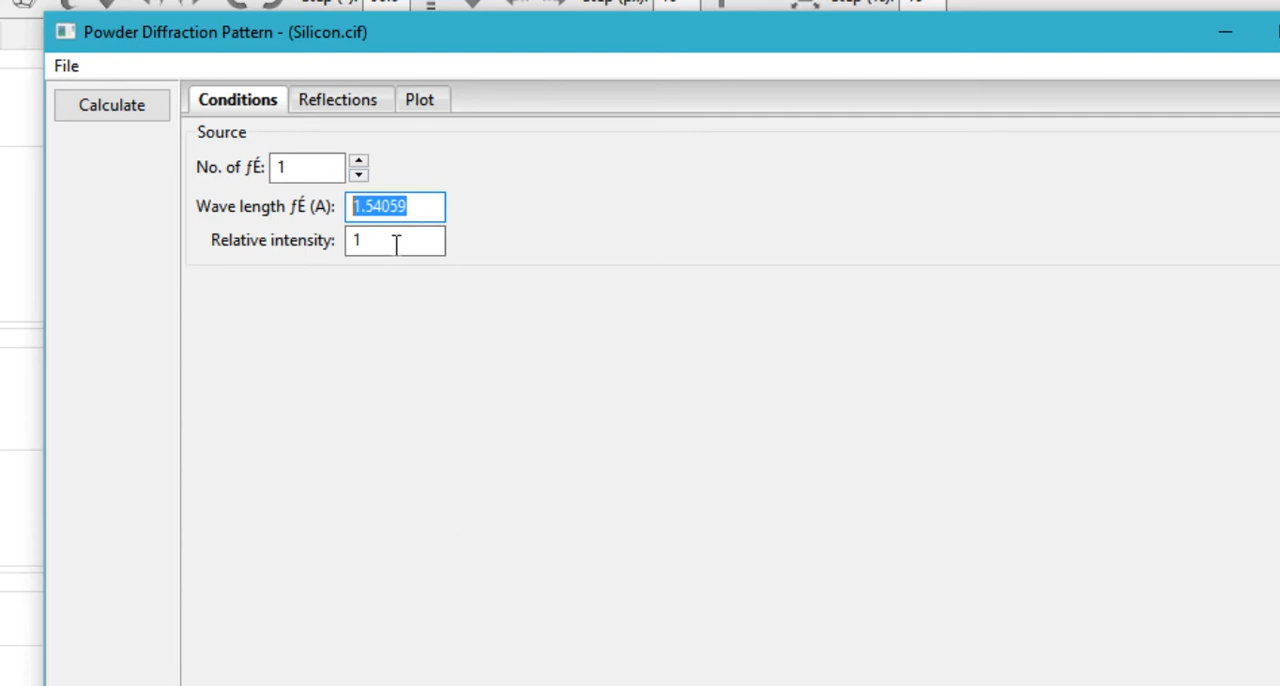 Powder Diffraction Pattern - (Silicon.cif)
File
Calculate
Conditions Reflections Plot
Source
No. of ƒÉ: 1
Wave length ƒÉ (A): 1.54059
Relative intensity: 1